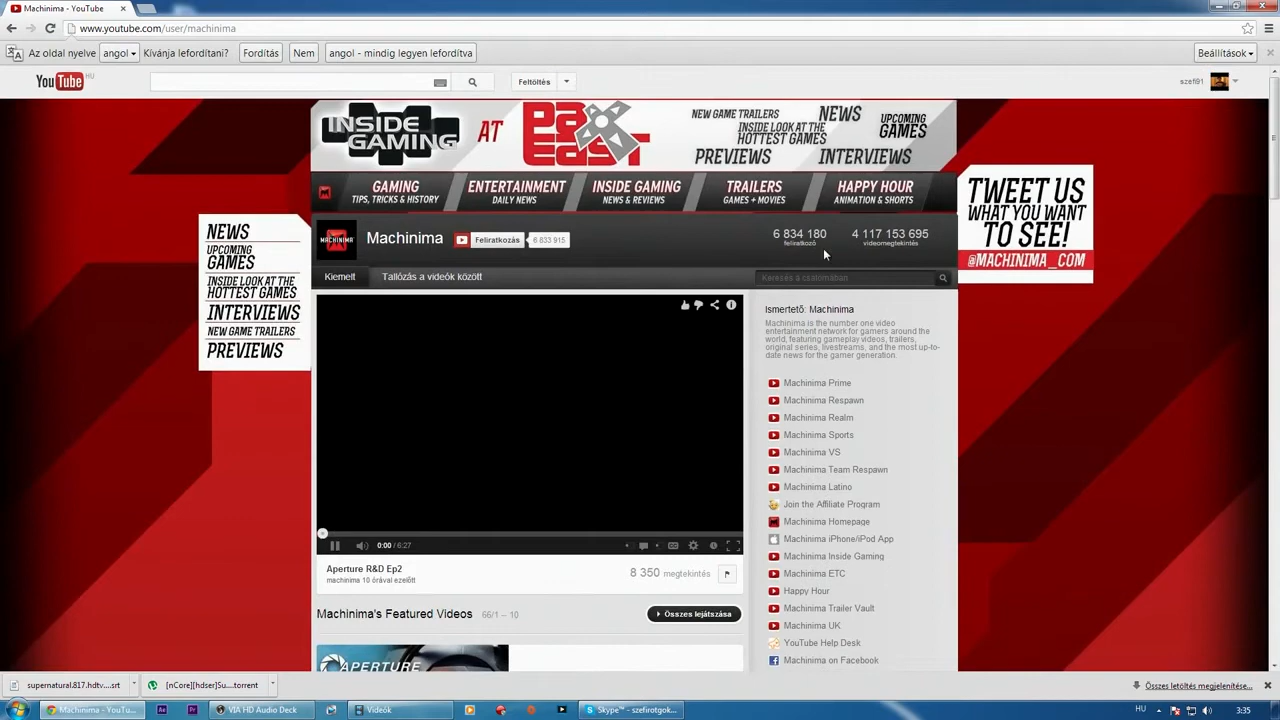 Machinima - YouTube
www.youtube.com/user/machinima
Az oldal nyelve angol Kívánja lefordítani? Fordítás Nem angol - mindig legyen lefordítva Beállítások
YouTube HU Feltöltés szefi91
INSIDE GAMING AT PAX EAST
NEW GAME TRAILERS NEWS
INSIDE LOOK AT THE HOTTEST GAMES
UPCOMING GAMES
PREVIEWS INTERVIEWS
GAMING ENTERTAINMENT INSIDE GAMING TRAILERS HAPPY HOUR
TIPS, TRICKS & HISTORY DAILY NEWS NEWS & REVIEWS GAMES + MOVIES ANIMATION & SHORTS
TWEET US
WHAT YOU WANT
TO SEE!
@MACHINIMA_COM
NEWS
UPCOMING
GAMES
INSIDE LOOK AT THE
HOTTEST GAMES
INTERVIEWS
NEW GAME TRAILERS
PREVIEWS
MACHINIMA
Machinima Feliratkozás 6 833 915
6 834 180 4 117 153 695
feliratkozó videomegtekintés
Kiemelt Tallózás a videók között Keresés a csatornában
0:00 / 6:27
Aperture R&D Ep2
machinima 10 órával ezelőtt
8 350 megtekintés
Machinima's Featured Videos 66/1 – 10 Összes lejátszása
APERTURE
Ismertető: Machinima
Machinima is the number one video
entertainment network for gamers around the
world, featuring gameplay videos, trailers,
original series, livestreams, and the most up-to-
date news for the gamer generation.
Machinima Prime
Machinima Respawn
Machinima Realm
Machinima Sports
Machinima VS
Machinima Team Respawn
Machinima Latino
Join the Affiliate Program
Machinima Homepage
Machinima iPhone/iPod App
Machinima Inside Gaming
Machinima ETC
Happy Hour
Machinima Trailer Vault
Machinima UK
YouTube Help Desk
Machinima on Facebook
supernatural.817.hdtv....srt [nCore][hdser]Su....torrent Összes letöltés megjelenítése...
Machinima - YouTu... Ae Pr VIA HD Audio Deck Videók Skype™ - szefirotgok... HU 3:35